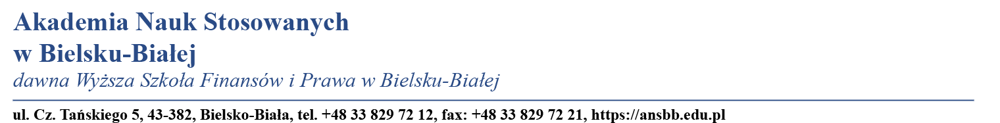 Akademia Nauk Stosowanych
w Bielsku-Białej
dawna Wyższa Szkoła Finansów i Prawa w Bielsku-Białej
ul. Cz. Tańskiego 5, 43-382, Bielsko-Biała, tel. +48 33 829 72 12, fax: +48 33 829 72 21, https://ansbb.edu.pl